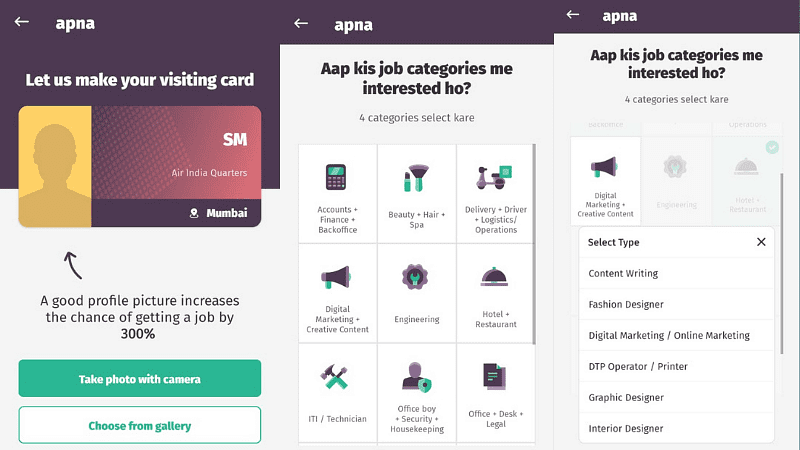 apna
Let us make your visiting card
SM
Air India Quarters
Mumbai
A good profile picture increases
the chance of getting a job by
300%
Take photo with camera
Choose from gallery
apna
Aap kis job categories me
interested ho?
4 categories select kare
Accounts +
Finance +
Backoffice
Beauty + Hair +
Spa
Delivery + Driver
+ Logistics/
Operations
Digital
Marketing +
Creative Content
Engineering
Hotel +
Restaurant
ITI / Technician
Office boy
+ Security +
Housekeeping
Office + Desk +
Legal
apna
Aap kis job categories me
interested ho?
4 categories select kare
Backoffice
Operations
Digital
Marketing +
Creative Content
Engineering
Hotel +
Restaurant
Select Type
Content Writing
Fashion Designer
Digital Marketing / Online Marketing
DTP Operator / Printer
Graphic Designer
Interior Designer